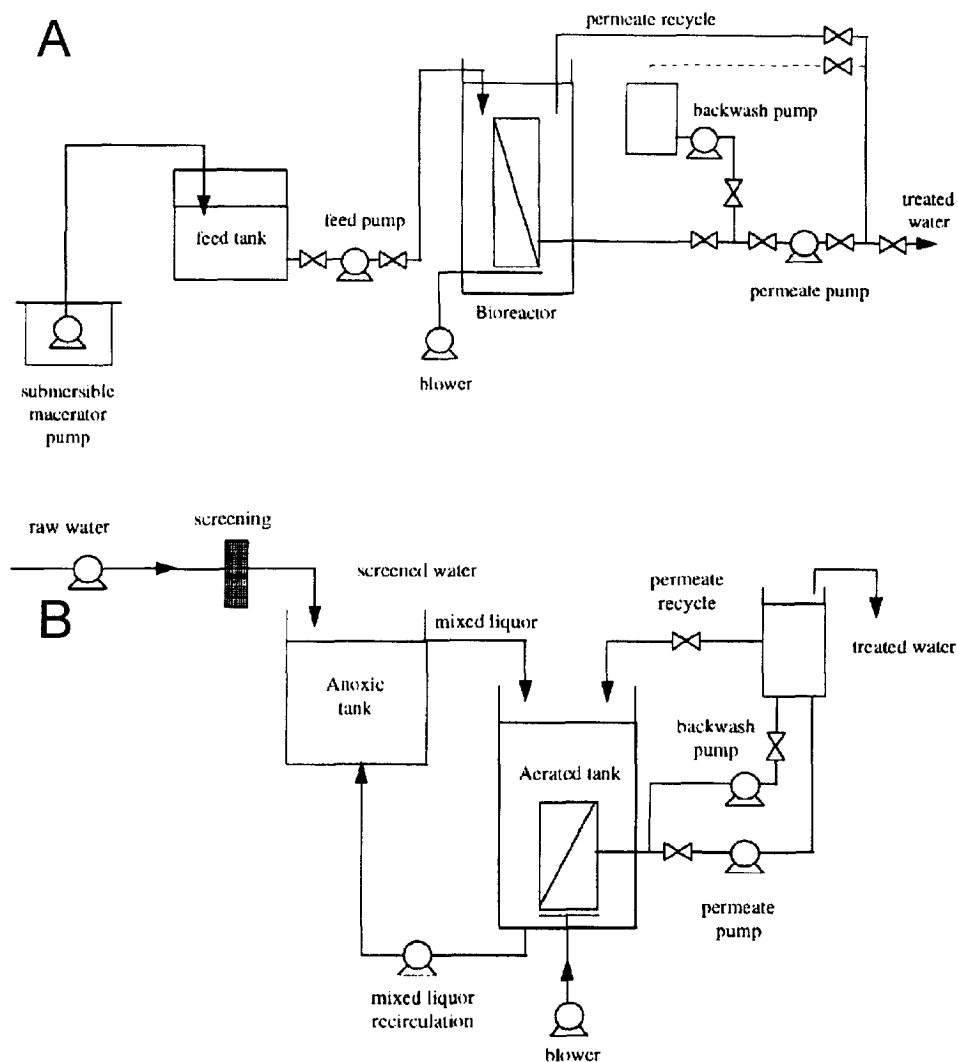 A
permeate recycle
backwash pump
feed tank
feed pump
treated
water
permeate pump
Bioreactor
blower
submersible
macerator
pump
raw water
screening
screened water
B
mixed liquor
permeate
recycle
treated water
Anoxic
tank
backwash
pump
Aerated tank
permeate
pump
mixed liquor
recirculation
blower